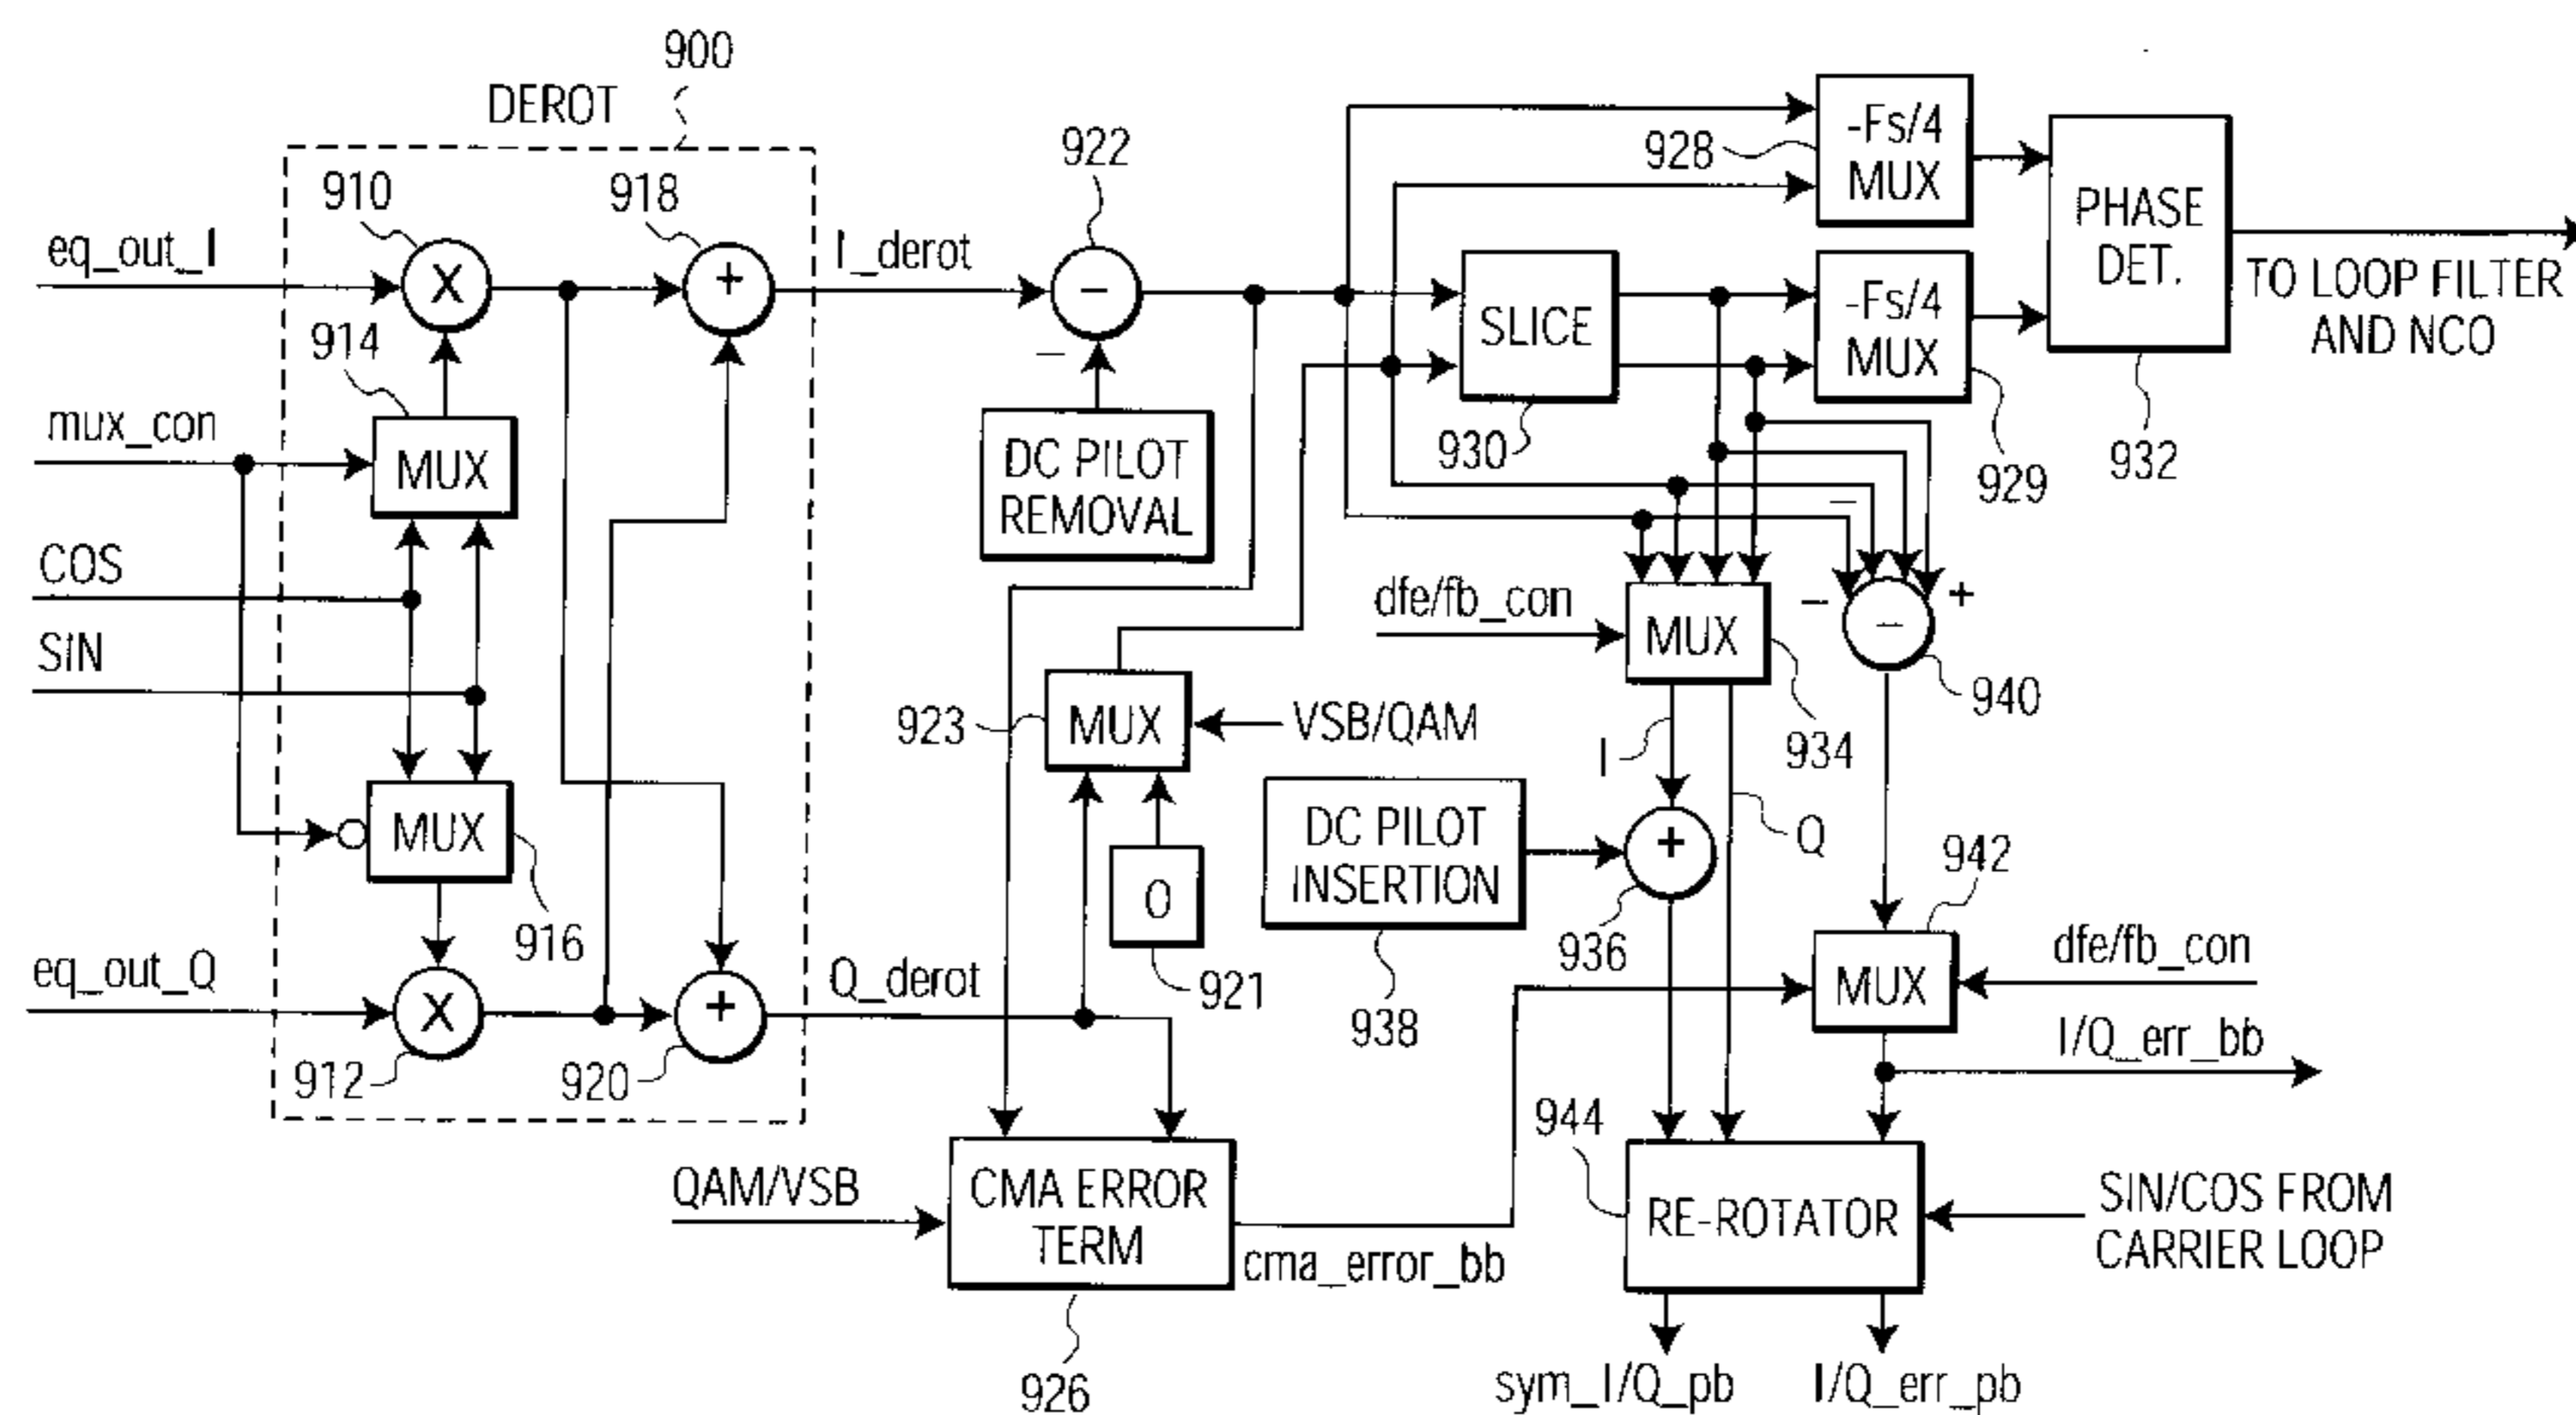 900
DEROT
910
918
922
928
-Fs/4
MUX
PHASE
DET.
eq_out_I
X
+
I_derot
−
SLICE
-Fs/4
MUX
TO LOOP FILTER
AND NCO
914
−
mux_con
MUX
DC PILOT
REMOVAL
930
929
932
−
COS
dfe/fb_con
MUX
−
+
−
SIN
940
923
MUX
VSB/QAM
934
I
MUX
DC PILOT
INSERTION
+
Q
942
0
916
936
dfe/fb_con
eq_out_Q
X
+
Q_derot
921
MUX
938
I/Q_err_bb
912
920
944
QAM/VSB
CMA ERROR
TERM
cma_error_bb
RE-ROTATOR
SIN/COS FROM
CARRIER LOOP
926
sym_I/Q_pb
I/Q_err_pb